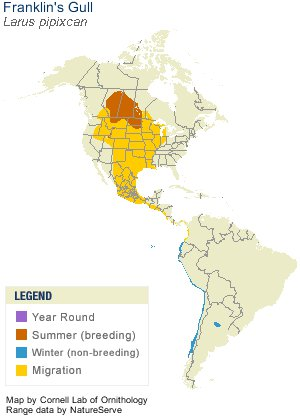 Franklin's Gull
Larus pipixcan
LEGEND
Year Round
Summer (breeding)
Winter (non-breeding)
Migration
Map by Cornell Lab of Ornithology
Range data by NatureServe